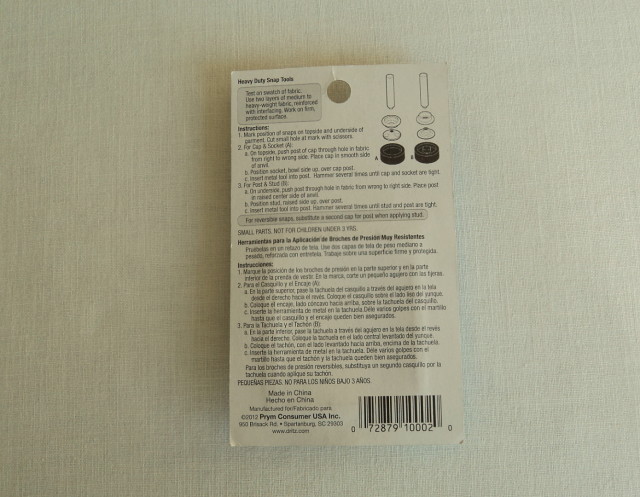 Heavy Duty Snap Tools
Test on swatch of fabric.
Use two layers of medium to
heavy-weight fabric, reinforced
with interfacing. Work on firm,
protected surface.
Instructions:
1. Mark position of snaps on topside and underside of
garment. Cut small hole at mark with scissors.
2. For Cap & Socket (A):
a. On topside, push post of cap through hole in fabric
from right to wrong side. Place cap in smooth side
of anvil.
b. Position socket, bowl side up, over cap post.
c. Insert metal tool into post. Hammer several times until cap and socket are tight.
3. For Post & Stud (B):
a. On underside, push post through hole in fabric from wrong to right side. Place post
in raised center side of anvil.
b. Position stud, raised side up, over post.
c. Insert metal tool into post. Hammer several times until stud and post are tight.
For reversible snaps, substitute a second cap for post when applying stud.
A B
SMALL PARTS. NOT FOR CHILDREN UNDER 3 YRS.
Herramientas para la Aplicación de Broches de Presión Muy Resistentes
Pruébelas en un retazo de tela. Use dos capas de tela de peso mediano a
pesado, reforzada con entretela. Trabaje sobre una superficie firme y protegida.
Instrucciones:
1. Marque la posición de los broches de presión en la parte superior y en la parte
inferior de la prenda de vestir. En la marca, corte un pequeño agujero con las tijeras.
2. Para el Casquillo y el Encaje (A):
a. En la parte superior, pase la tachuela del casquillo a través del agujero en la tela
desde el derecho hacia el revés. Coloque el casquillo sobre el lado liso del yunque.
b. Coloque el encaje, lado cóncavo hacia arriba, sobre la tachuela del casquillo.
c. Inserte la herramienta de metal en la tachuela. Déle varios golpes con el martillo
hasta que el casquillo y el encaje queden bien asegurados.
3. Para la Tachuela y el Tachón (B):
a. En la parte inferior, pase la tachuela a través del agujero en la tela desde el revés
hacia el derecho. Coloque la tachuela en el lado central levantado del yunque.
b. Coloque el tachón, con el lado levantado hacia arriba, encima de la tachuela.
c. Inserte la herramienta de metal en la tachuela. Déle varios golpes con el
martillo hasta que el tachón y la tachuela queden bien asegurados.
Para los broches de presión reversibles, substituya un segundo casquillo por la
tachuela cuando aplique su tachón.
PEQUEÑAS PIEZAS. NO PARA LOS NIÑOS BAJO 3 AÑOS.
Made in China
Hecho en China
Manufactured for/Fabricado para
©2012 Prym Consumer USA Inc.
950 Brisack Rd. • Spartanburg, SC 29303
www.dritz.com
0 72879 10002 0